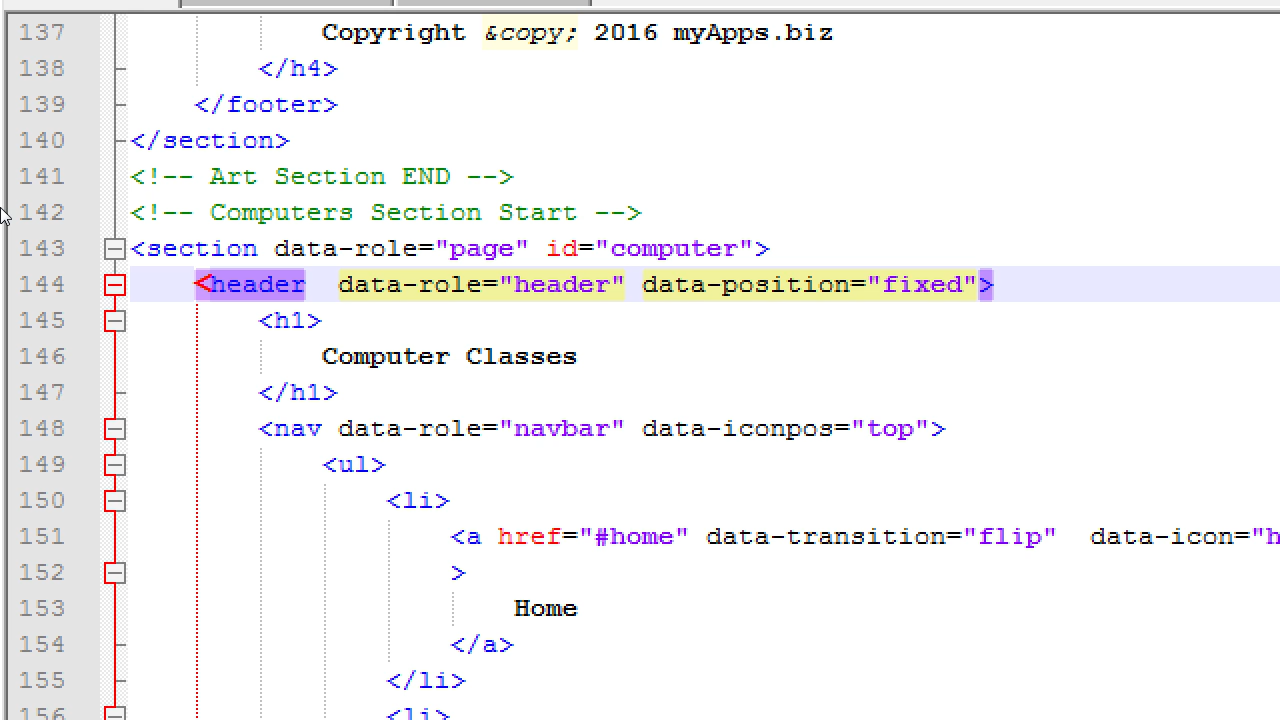 137 Copyright &copy; 2016 myApps.biz
138 </h4>
139 </footer>
140 </section>
141 <!-- Art Section END -->
142 <!-- Computers Section Start -->
143 <section data-role="page" id="computer">
144 <header  data-role="header" data-position="fixed">
145 <h1>
146 Computer Classes
147 </h1>
148 <nav data-role="navbar" data-iconpos="top">
149 <ul>
150 <li>
151 <a href="#home" data-transition="flip"  data-icon="h
152 >
153 Home
154 </a>
155 </li>
156 <li>